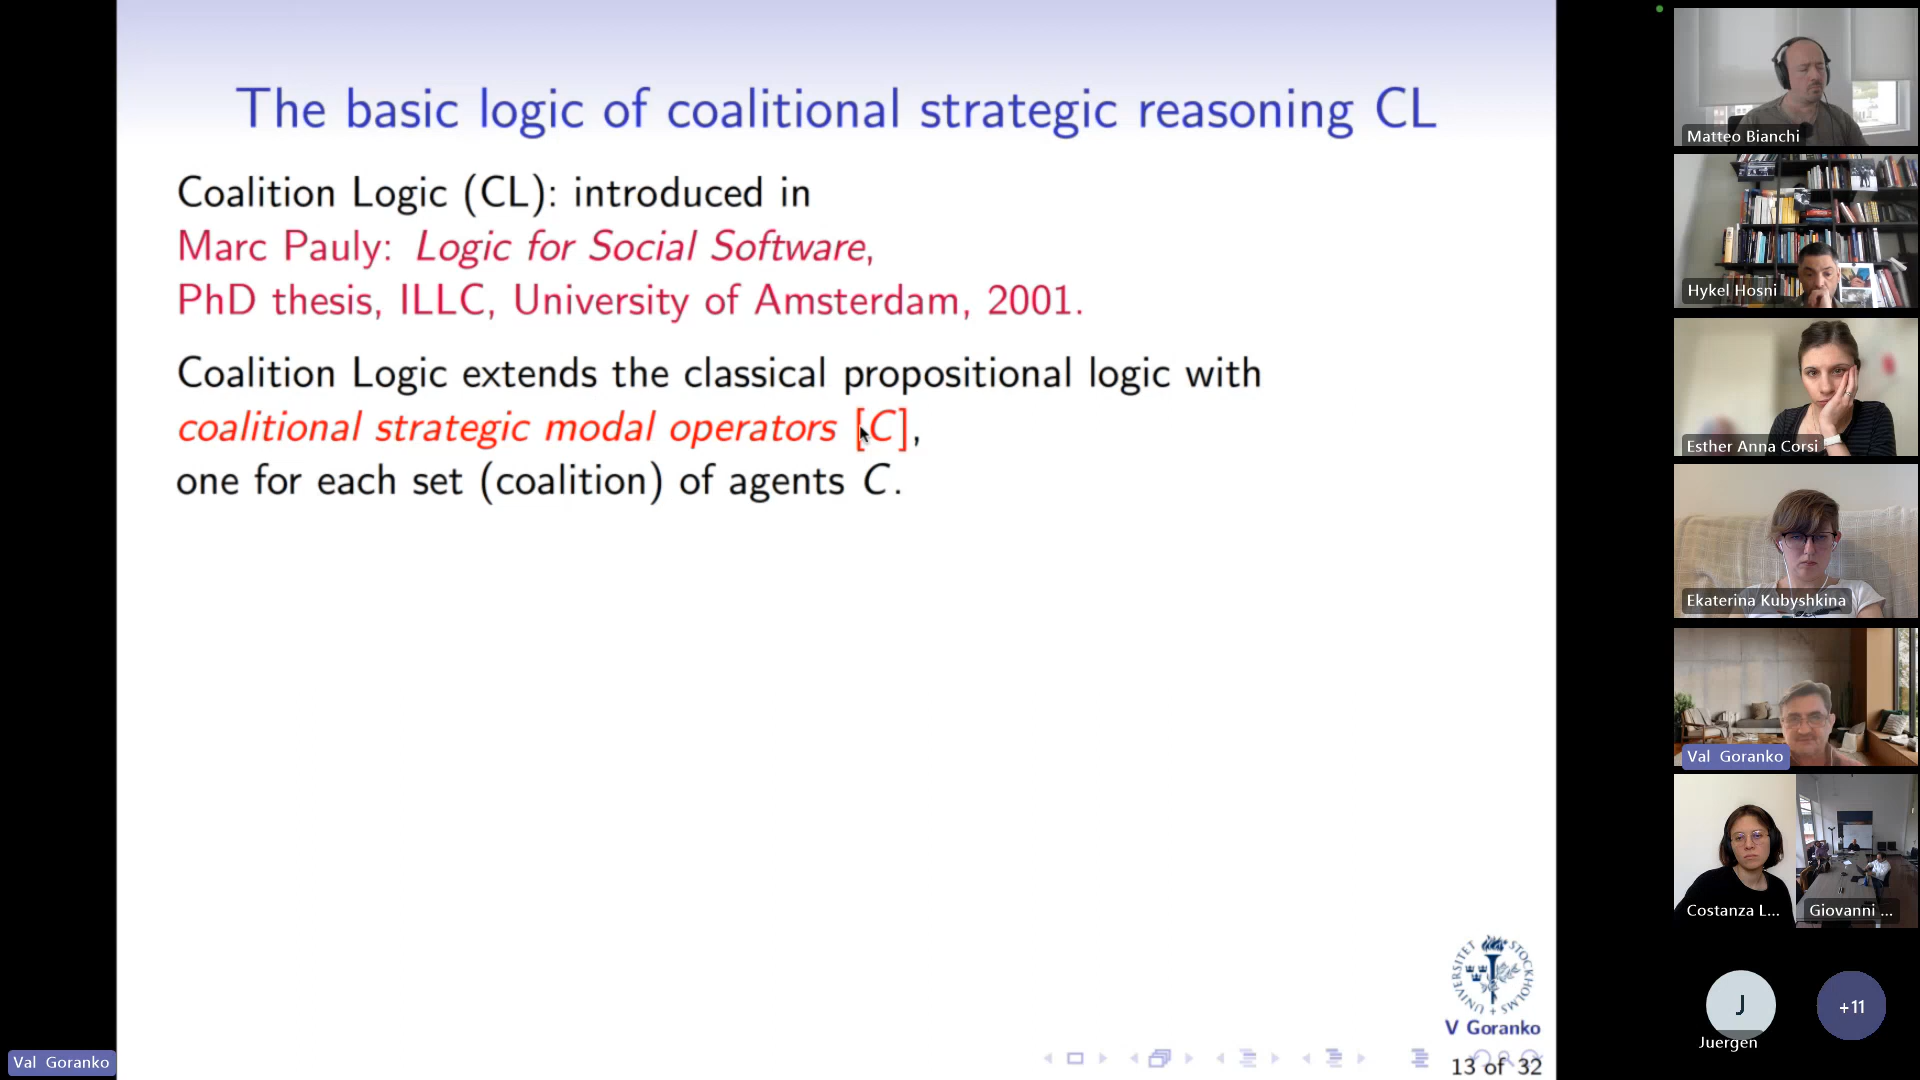 The basic logic of coalitional strategic reasoning CL
Coalition Logic (CL): introduced in
Marc Pauly: Logic for Social Software,
PhD thesis, ILLC, University of Amsterdam, 2001.
Coalition Logic extends the classical propositional logic with
coalitional strategic modal operators [C],
one for each set (coalition) of agents C.
UNIVERSITET STOCKHOLMS
V Goranko
13 of 32
Val Goranko
Matteo Bianchi
Hykel Hosni
Esther Anna Corsi
Ekaterina Kubyshkina
Val Goranko
Costanza L...
Giovanni ...
J
Juergen
+11